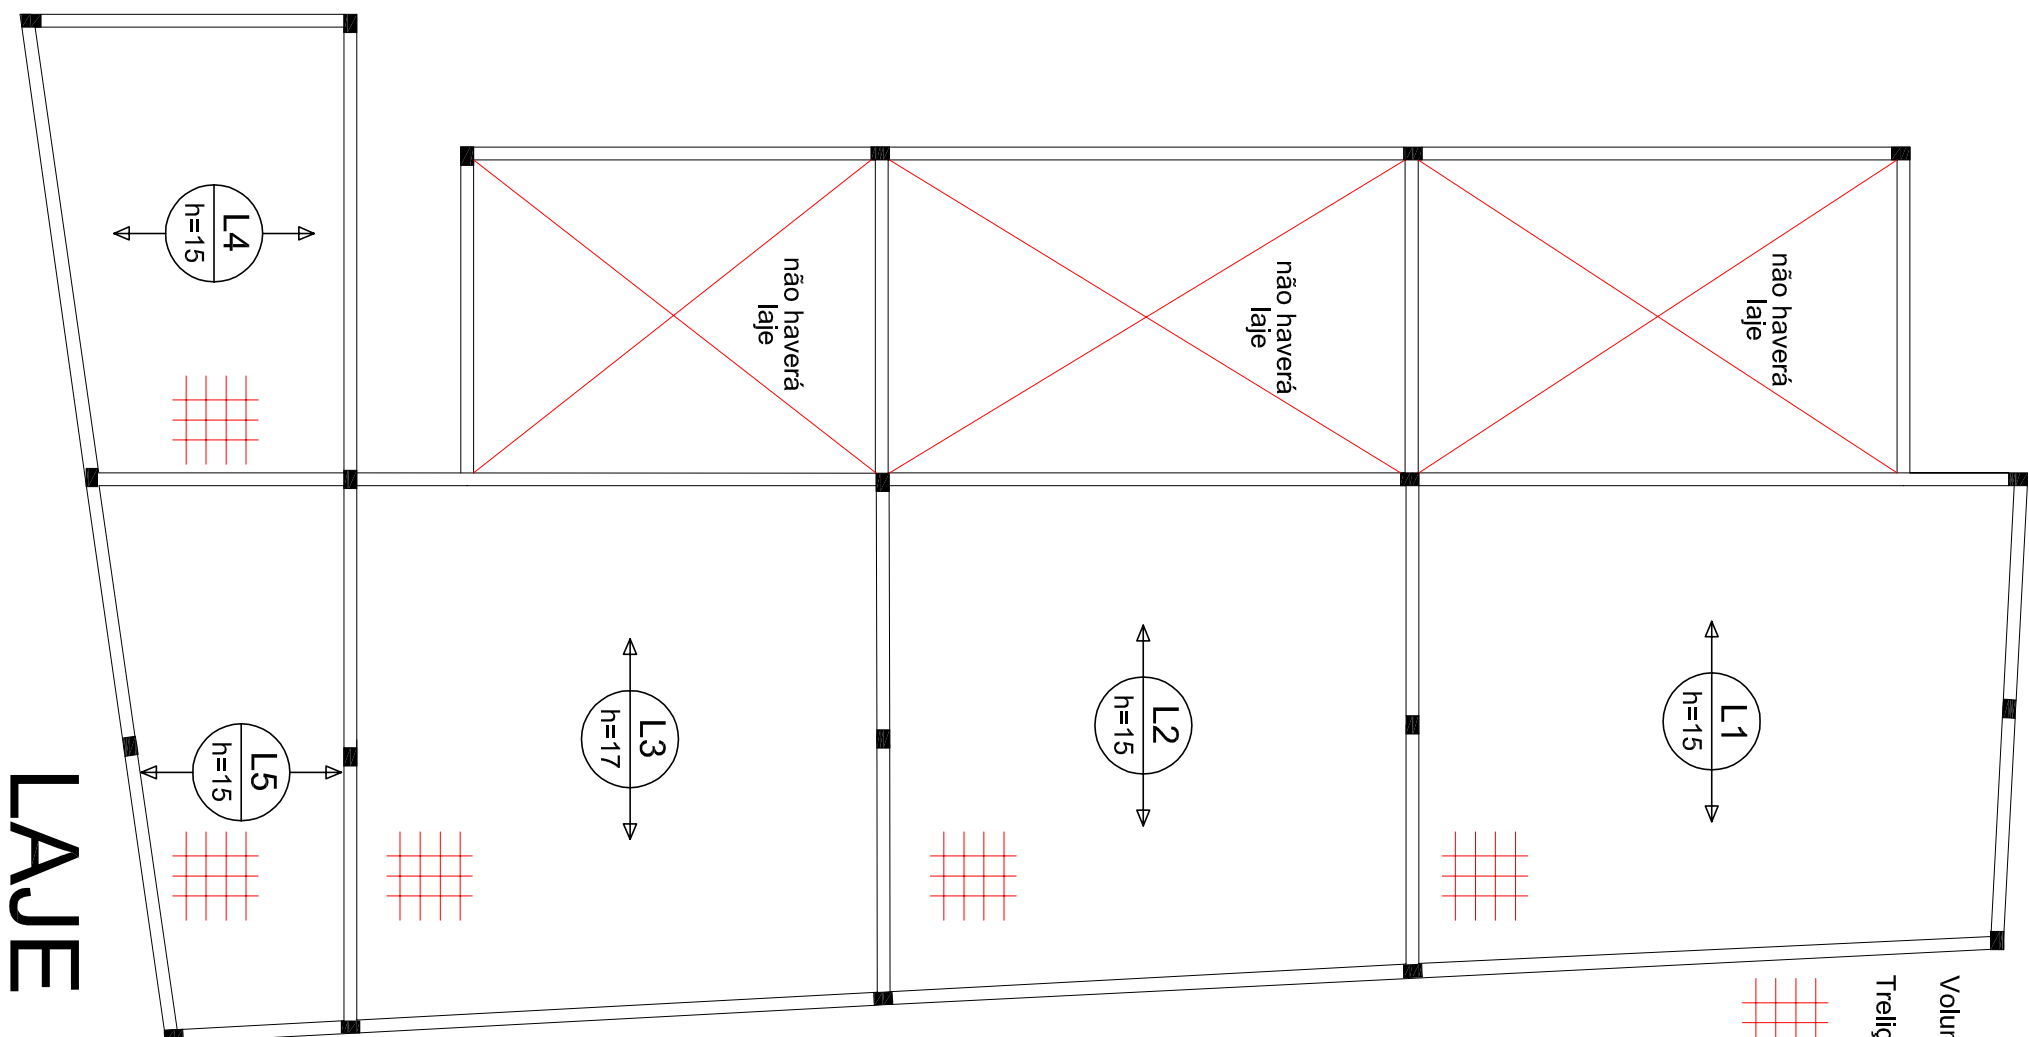 L4
h=15
não haverá
laje
não haverá
laje
não haverá
laje
L5
h=15
L3
h=17
L2
h=15
L1
h=15
LAJE